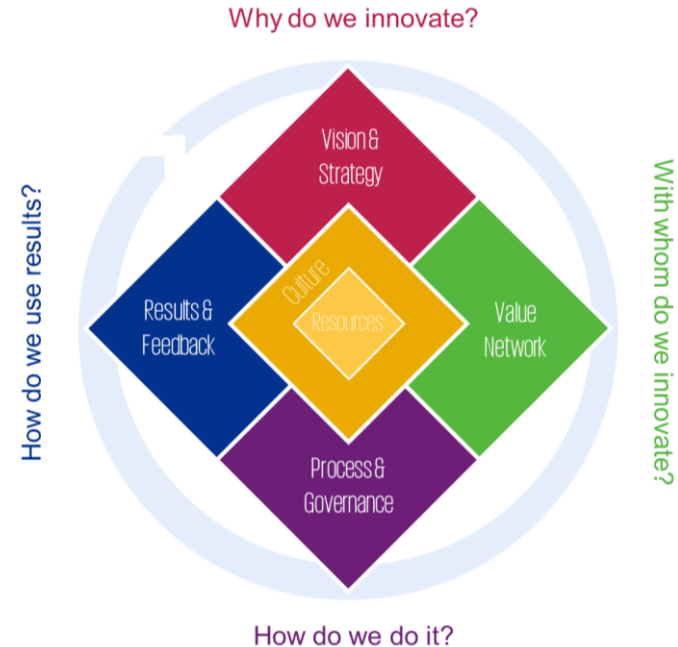 Why do we innovate?
Vision &
Strategy
How do we use results?
Results &
Feedback
Culture
Resources
Value
Network
With whom do we innovate?
Process &
Governance
How do we do it?